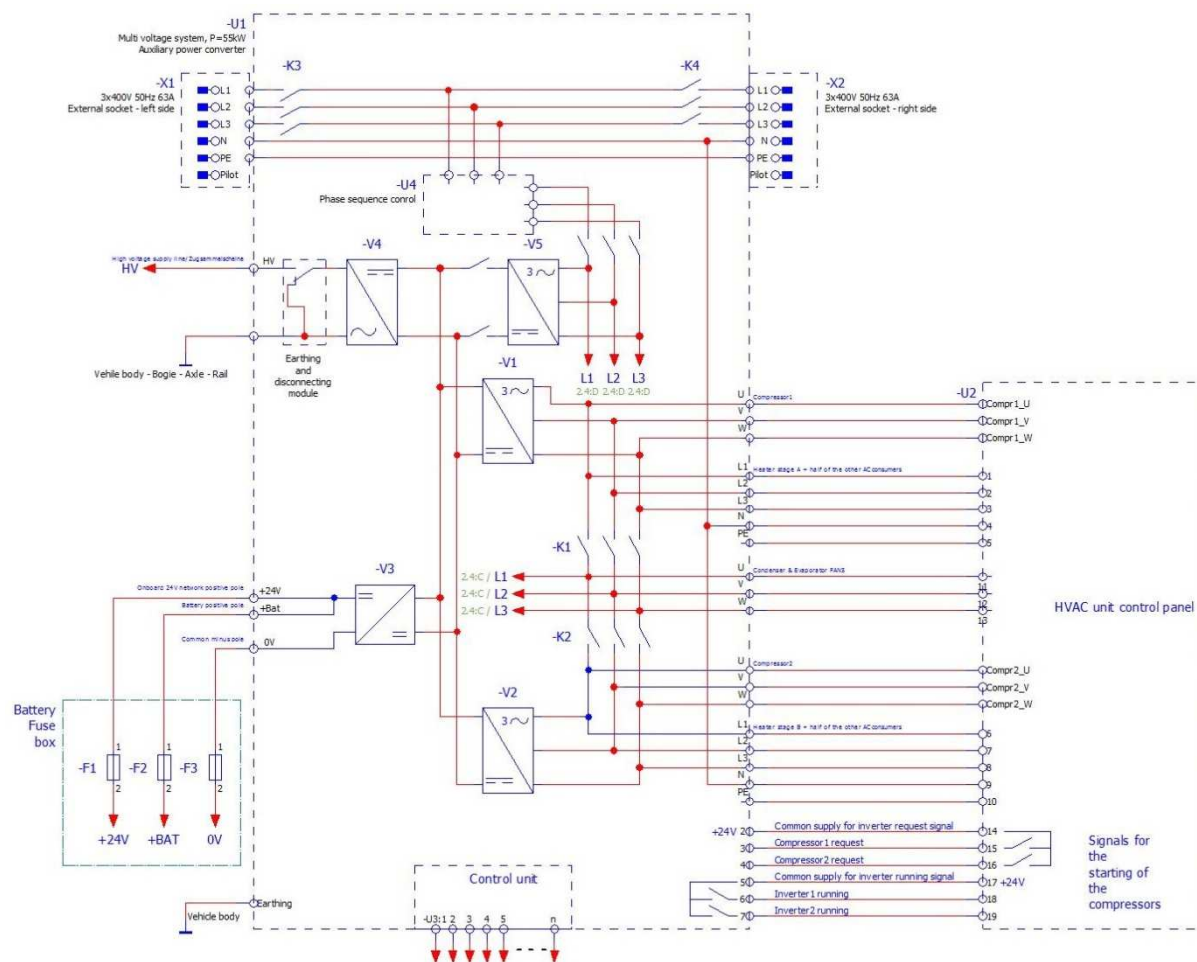 -U1
Multi voltage system, P=55kW
Auxiliary power converter
-K3
-K4
-X1
3x400V 50Hz 63A
External socket - left side
L1
L2
L3
N
PE
Pilot
L1
L2
L3
N
PE
Pilot
-X2
3x400V 50Hz 63A
External socket - right side
-U4
Phase sequence conrol
-V4
-V5
3
High voltage supply line/Zugsammelschiene
HV
HV
Vehile body - Bogie - Axle - Rail
Earthing
and
disconnecting
module
L1 L2 L3
2.4:D 2.4:D 2.4:D
-V1
3
-U2
U
V
W
Compressor1
Compr1_U
Compr1_V
Compr1_W
L1
L2
L3
N
PE
Heater stage A + half of the other AC consumers
1
2
3
4
5
-K1
2.4:C / L1
2.4:C / L2
2.4:C / L3
U
V
W
Condenser & Evaporator FANS
11
12
13
HVAC unit control panel
-V3
Onboard 24V network positive pole
+24V
Battery positive pole
+Bat
Common minus pole
0V
-K2
U
V
W
Compressor2
Compr2_U
Compr2_V
Compr2_W
-V2
3
L1
L2
L3
N
PE
Heater stage B + half of the other AC consumers
6
7
8
9
10
Battery
Fuse
box
-F1
1
2
-F2
1
2
-F3
1
2
+24V
+BAT
0V
+24V 2 Common supply for inverter request signal 14
3 Compressor1 request 15
4 Compressor2 request 16
5 Common supply for inverter running signal 17 +24V
6 Inverter1 running 18
7 Inverter2 running 19
Signals for
the
starting of
the
compressors
Control unit
-U3:1 2 3 4 5 n
Earthing
Vehicle body